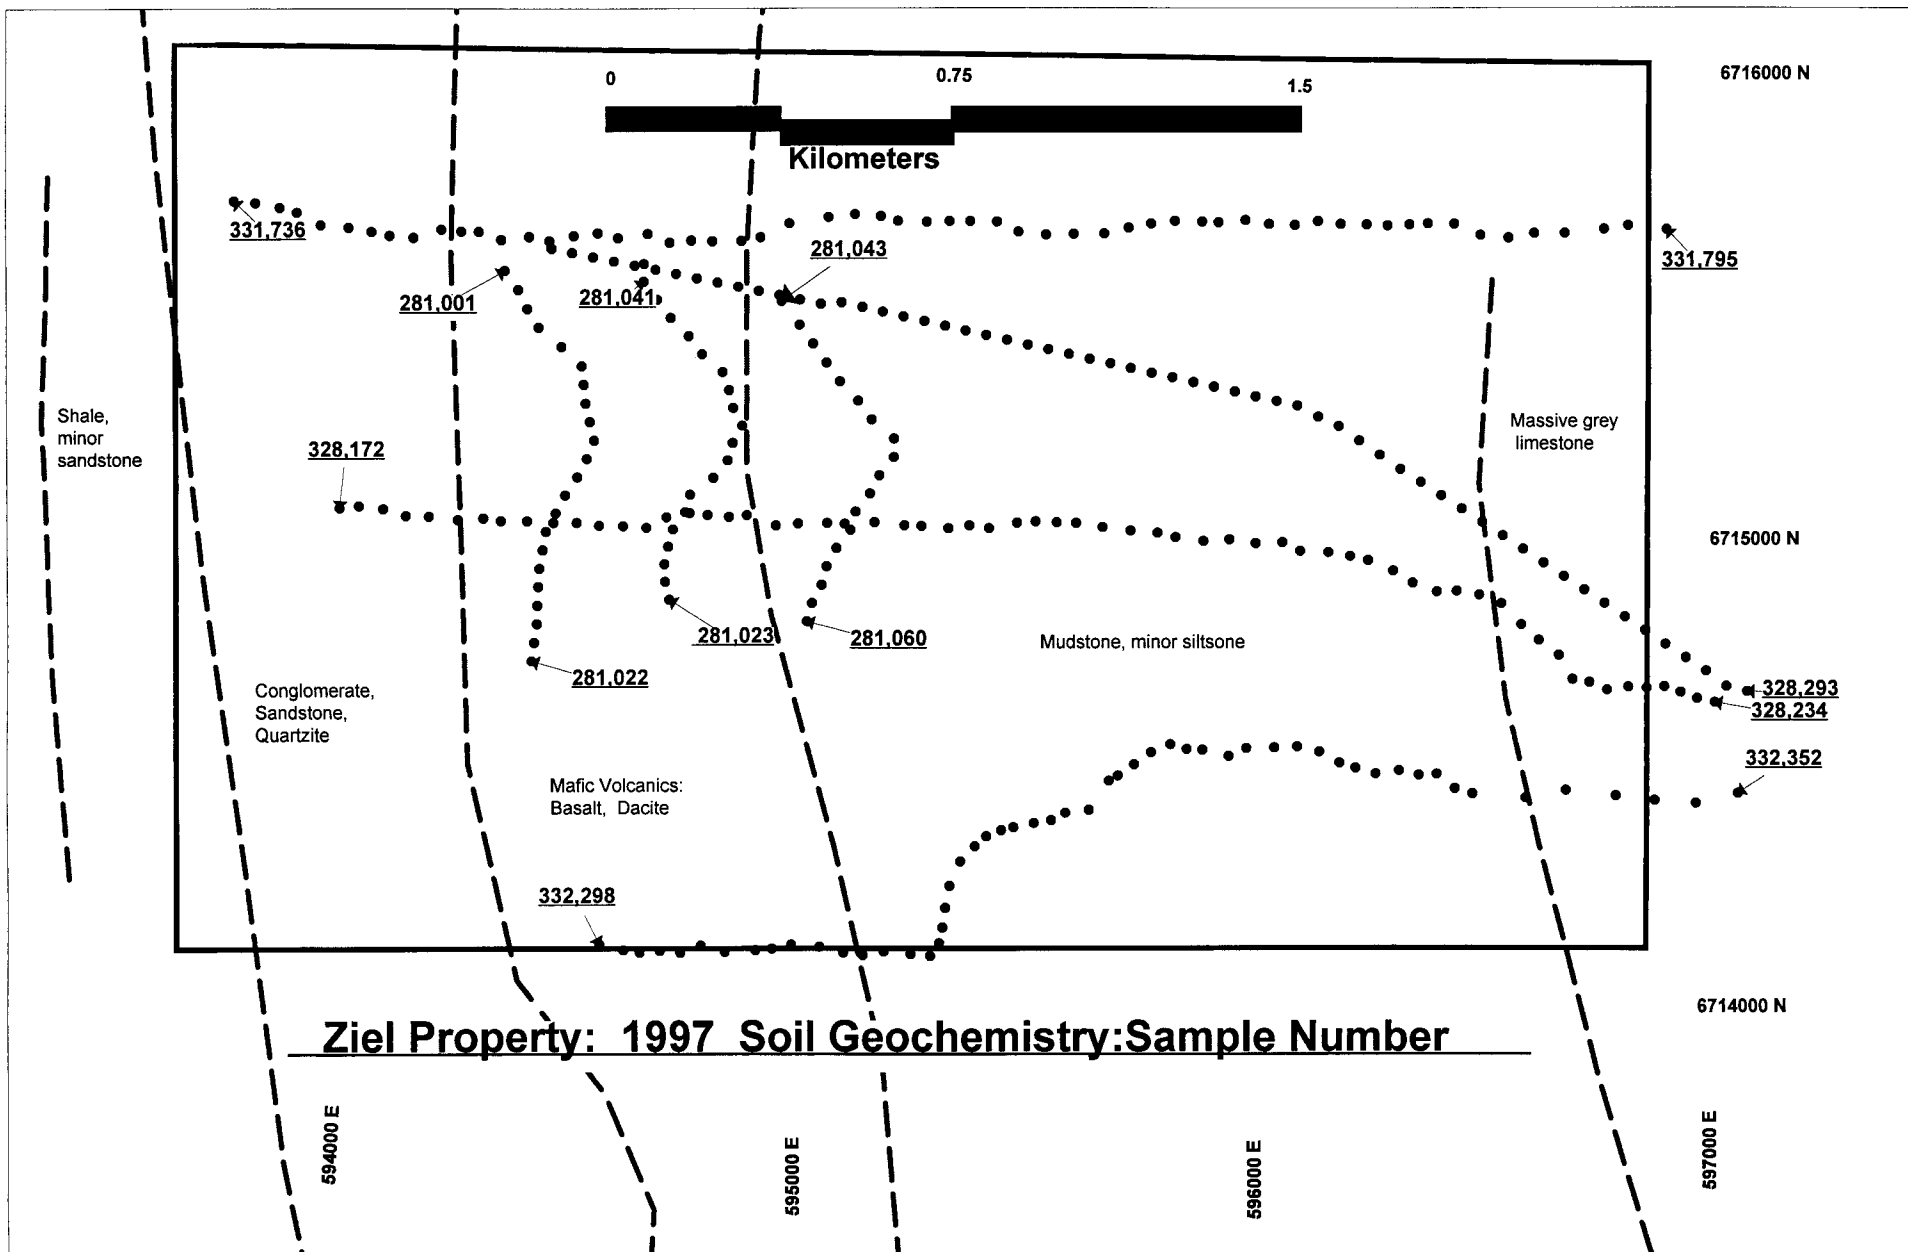 0
0.75
1.5
6716000 N
Kilometers
331,736
281,043
331,795
281,001
281,041
Shale,
minor
sandstone
328,172
Massive grey
limestone
6715000 N
281,023
281,060
281,022
Mudstone, minor siltsone
Conglomerate,
Sandstone,
Quartzite
328,293
328,234
332,352
Mafic Volcanics:
Basalt, Dacite
332,298
6714000 N
Ziel Property: 1997 Soil Geochemistry:Sample Number
594000 E
595000 E
596000 E
597000 E